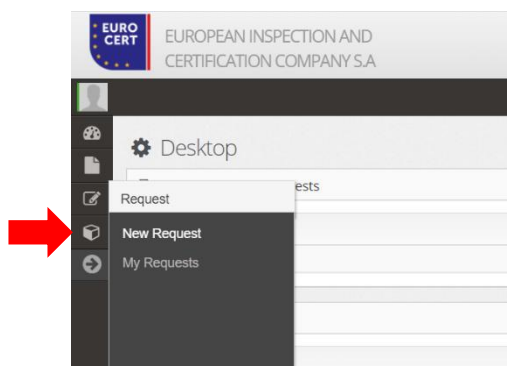 EURO
CERT
EUROPEAN INSPECTION AND
CERTIFICATION COMPANY S.A
Desktop
ests
Request
New Request
My Requests